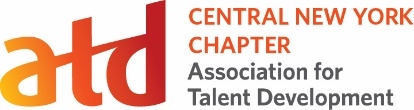 atd
CENTRAL NEW YORK
CHAPTER
Association for
Talent Development